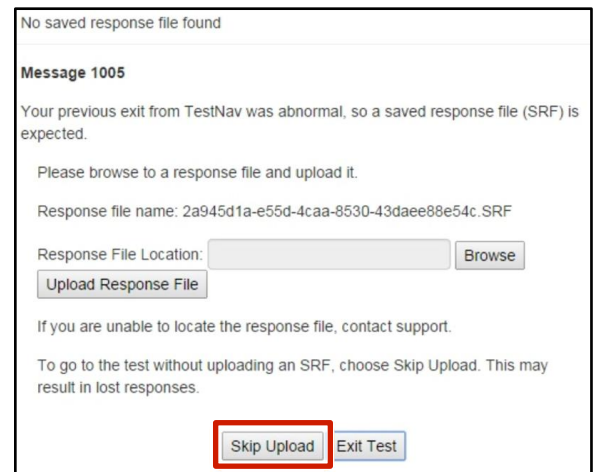 No saved response file found
Message 1005
Your previous exit from TestNav was abnormal, so a saved response file (SRF) is
expected.
Please browse to a response file and upload it.
Response file name: 2a945d1a-e55d-4caa-8530-43daee88e54c.SRF
Response File Location: Browse
Upload Response File
If you are unable to locate the response file, contact support.
To go to the test without uploading an SRF, choose Skip Upload. This may
result in lost responses.
Skip Upload Exit Test